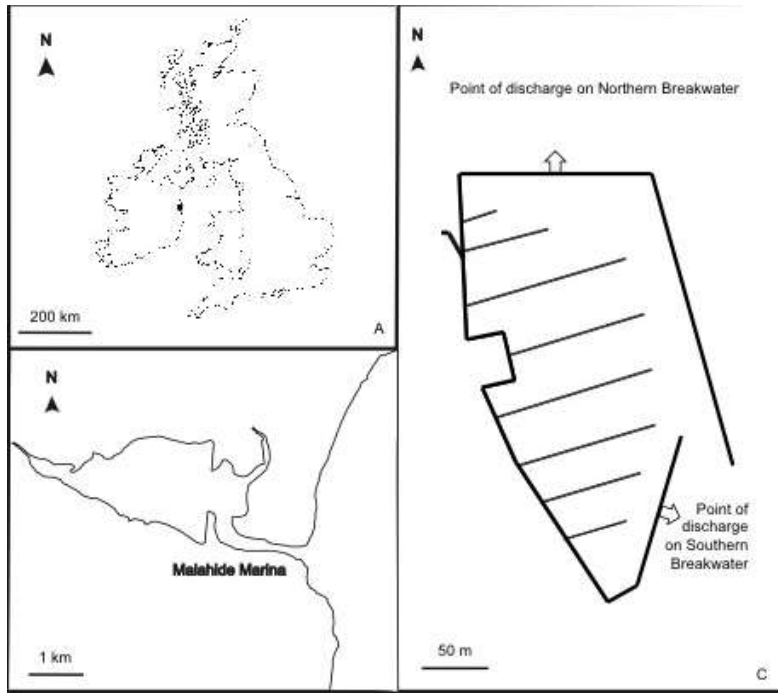 N
200 km
A
N
Malahide Marina
1 km
N
Point of discharge on Northern Breakwater
Point of
discharge
on Southern
Breakwater
50 m
C